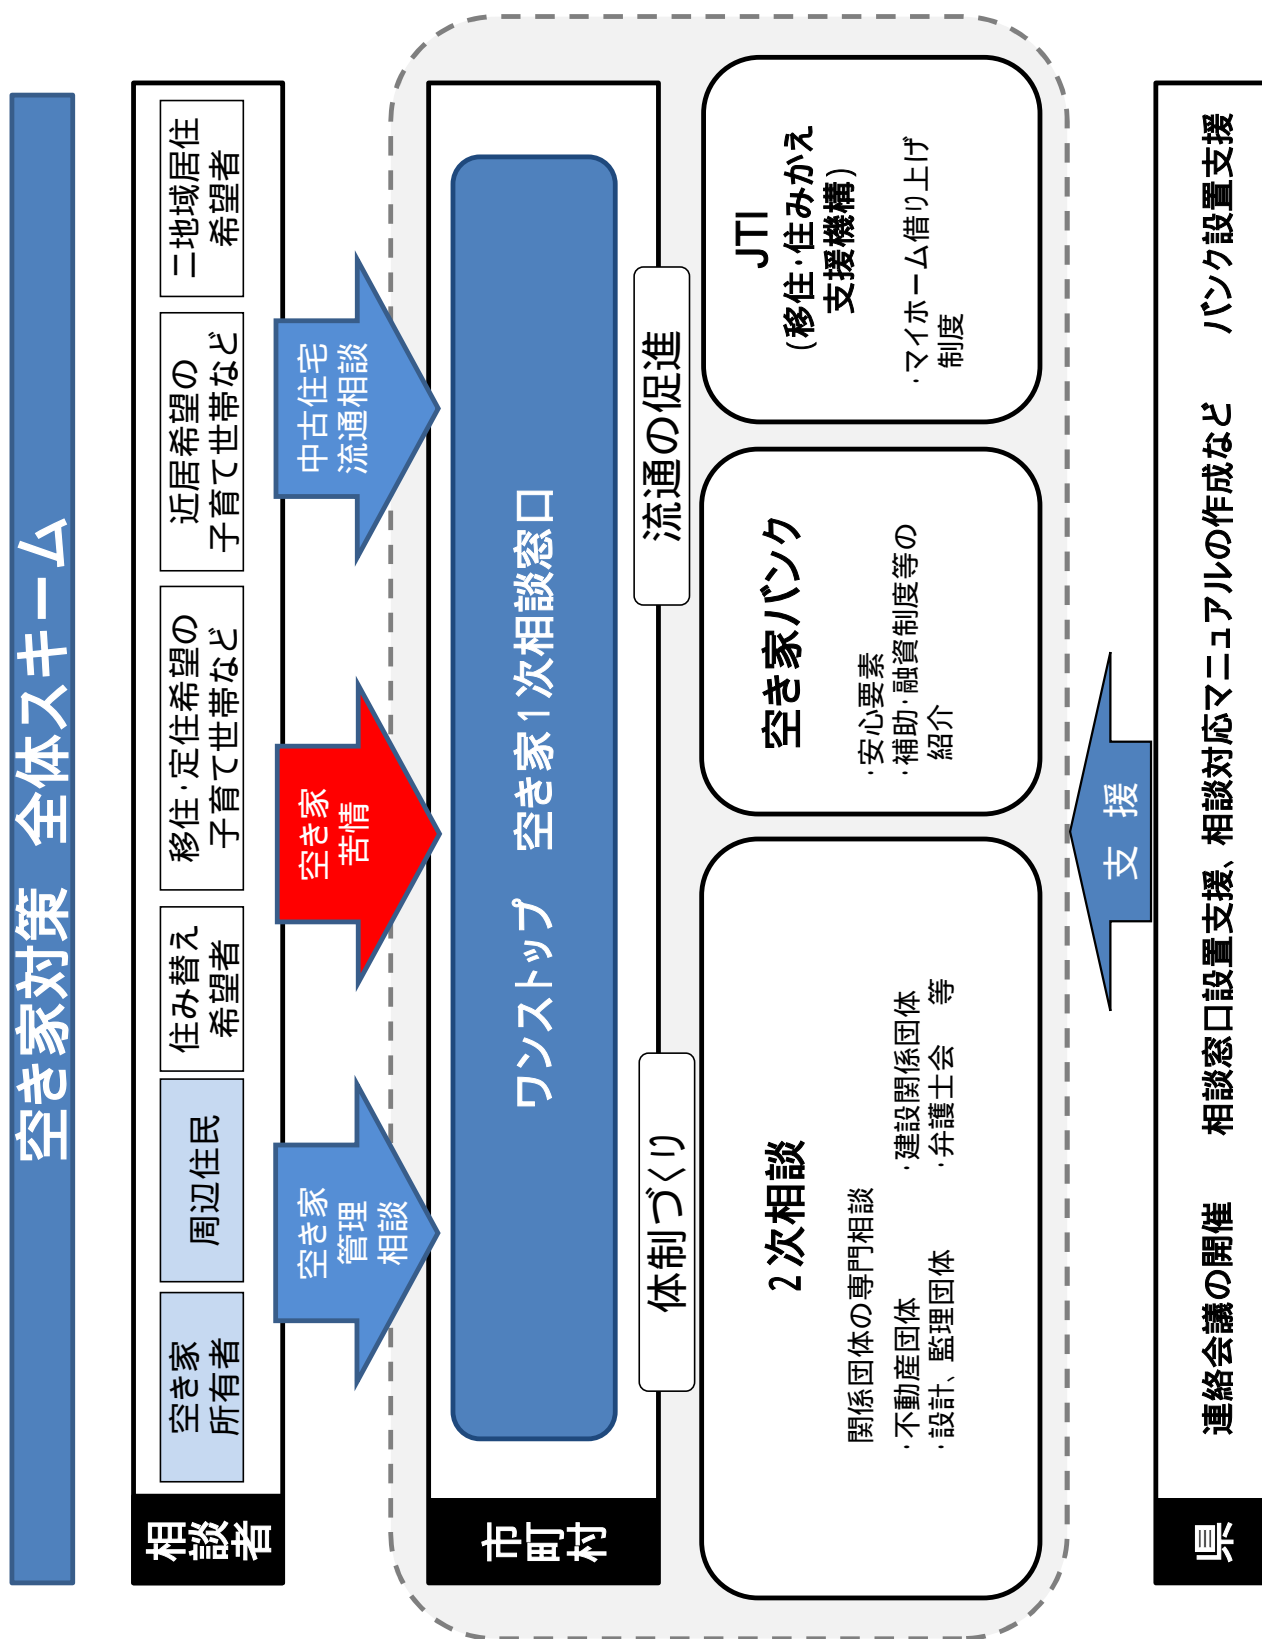 空き家対策　全体スキーム
相談者
空き家
所有者
周辺住民
住み替え
希望者
移住・定住希望の
子育て世帯など
近居希望の
子育て世帯など
二地域居住
希望者
空き家
管理
相談
空き家
苦情
中古住宅
流通相談
市町村
ワンストップ　空き家1次相談窓口
体制づくり
流通の促進
2次相談
関係団体の専門相談
・不動産団体　・建設関係団体
・設計、監理団体　・弁護士会　等
空き家バンク
・安心要素
・補助・融資制度等の
紹介
JTI
(移住・住みかえ
支援機構)
・マイホーム借り上げ
制度
支　援
県
連絡会議の開催　相談窓口設置支援、相談対応マニュアルの作成など　バンク設置支援